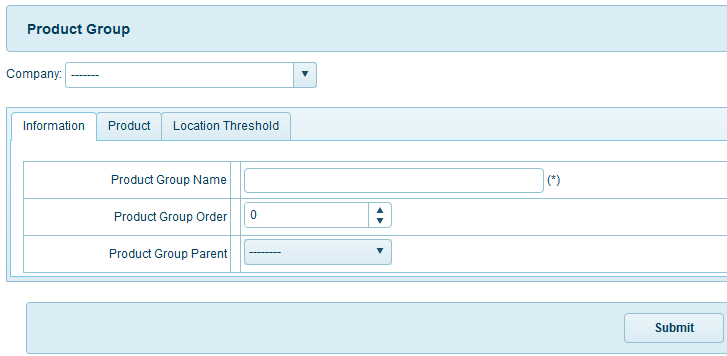 Product Group
Company: -------
Information Product Location Threshold
Product Group Name (*)
Product Group Order 0
Product Group Parent --------
Submit